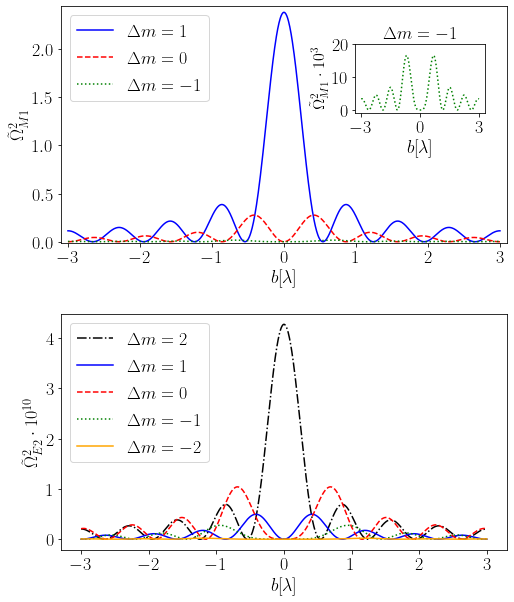 Δm = 1
Δm = 0
Δm = −1
Δm = −1
20
10
0
Ω̃²_M1 · 10³
−3 0 3
b[λ]
2.0
1.5
1.0
0.5
0.0
Ω̃²_M1
−3 −2 −1 0 1 2 3
b[λ]
Δm = 2
Δm = 1
Δm = 0
Δm = −1
Δm = −2
4
3
2
1
0
Ω̃²_E2 · 10¹⁰
−3 −2 −1 0 1 2 3
b[λ]